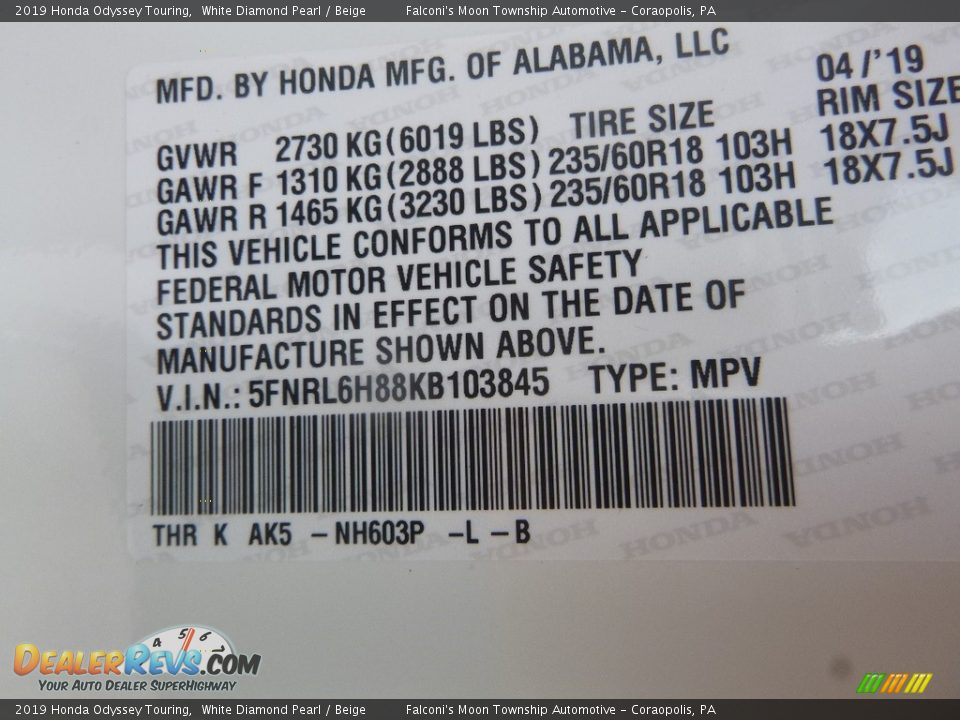 2019 Honda Odyssey Touring, White Diamond Pearl / Beige Falconi's Moon Township Automotive - Coraopolis, PA
MFD. BY HONDA MFG. OF ALABAMA, LLC 04 /'19
GVWR 2730 KG (6019 LBS) TIRE SIZE RIM SIZE
GAWR F 1310 KG (2888 LBS) 235/60R18 103H 18X7.5J
GAWR R 1465 KG (3230 LBS) 235/60R18 103H 18X7.5J
THIS VEHICLE CONFORMS TO ALL APPLICABLE
FEDERAL MOTOR VEHICLE SAFETY
STANDARDS IN EFFECT ON THE DATE OF
MANUFACTURE SHOWN ABOVE.
V.I.N.: 5FNRL6H88KB103845 TYPE: MPV
THR K AK5 – NH603P –L – B
4 5 6
DEALERREVS.COM
YOUR AUTO DEALER SUPERHIGHWAY
2019 Honda Odyssey Touring, White Diamond Pearl / Beige Falconi's Moon Township Automotive - Coraopolis, PA